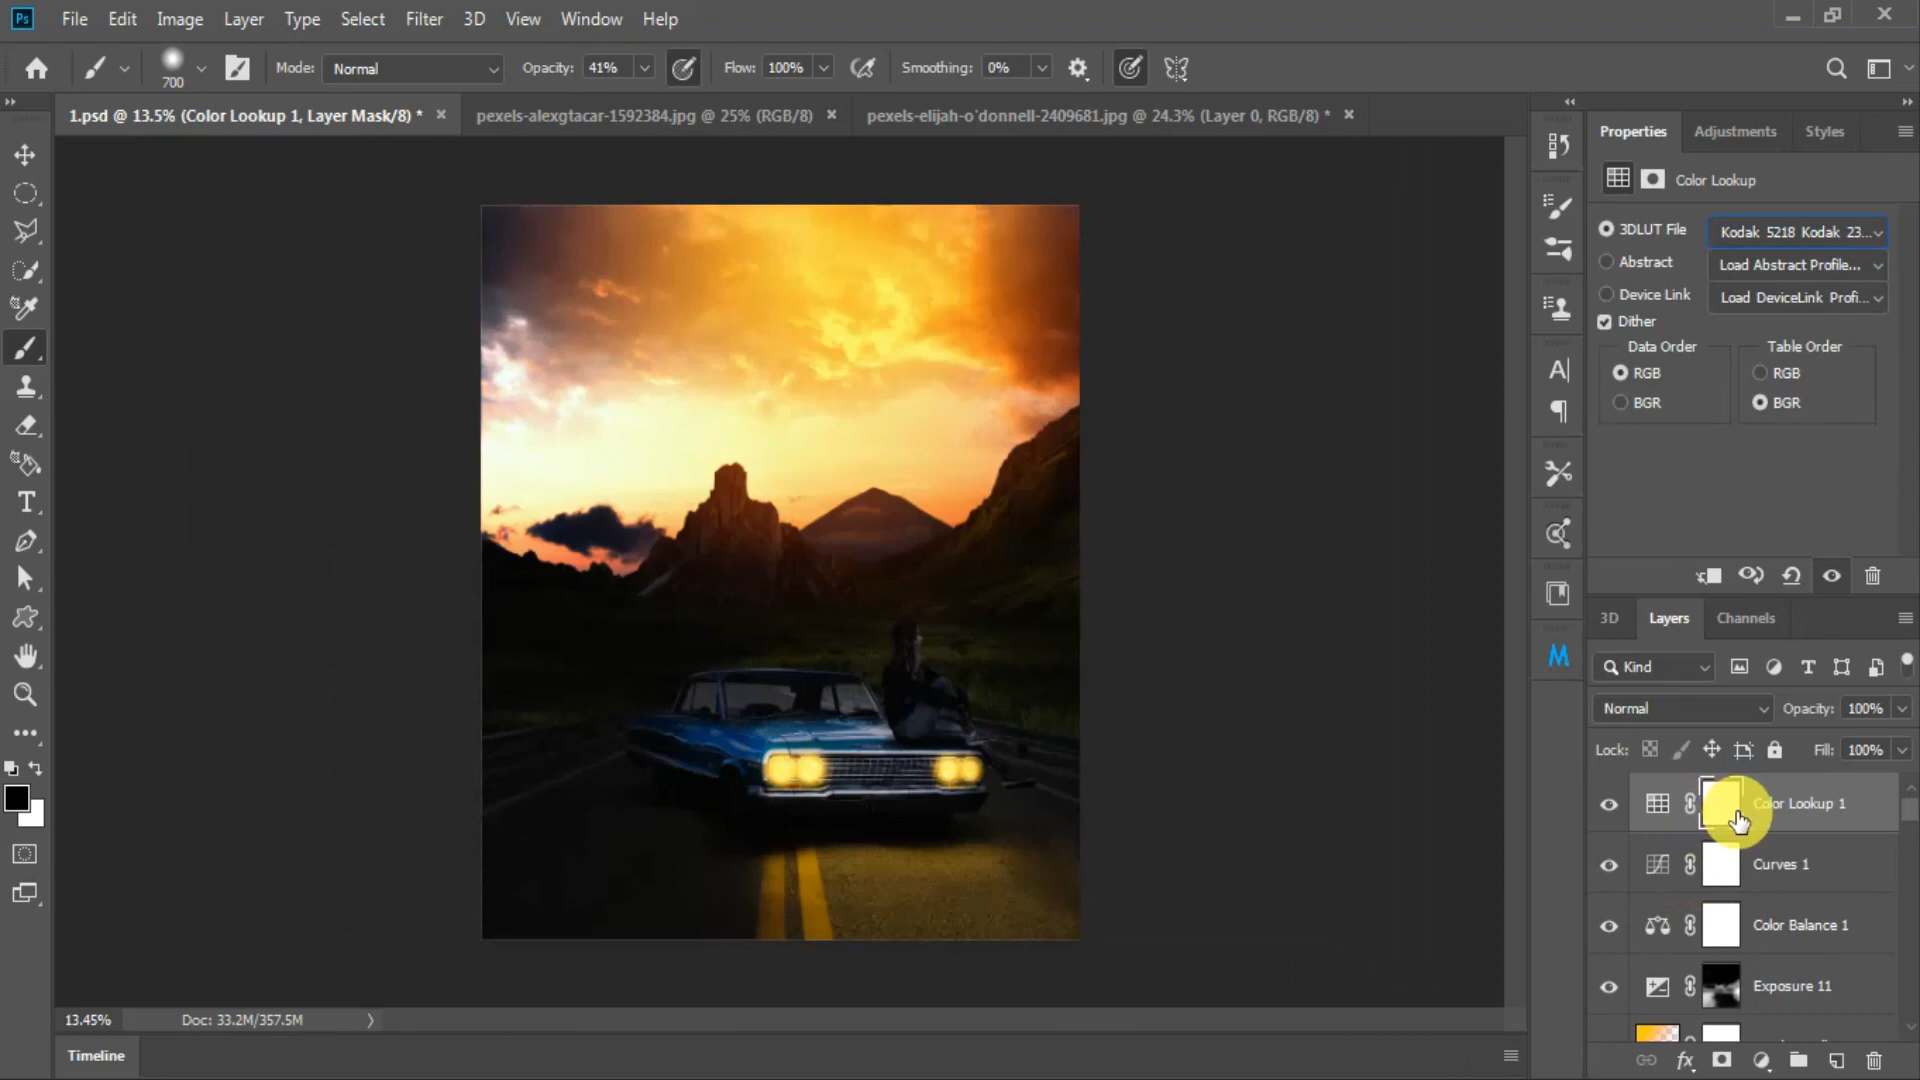 Ps File Edit Image Layer Type Select Filter 3D View Window Help
700 Mode: Normal Opacity: 41% Flow: 100% Smoothing: 0%
1.psd @ 13.5% (Color Lookup 1, Layer Mask/8) * pexels-alexgtacar-1592384.jpg @ 25% (RGB/8) pexels-elijah-o'donnell-2409681.jpg @ 24.3% (Layer 0, RGB/8) *
Properties Adjustments Styles
Color Lookup
3DLUT File Kodak 5218 Kodak 23...
Abstract Load Abstract Profile...
Device Link Load DeviceLink Profi...
Dither
Data Order Table Order
RGB RGB
BGR BGR
3D Layers Channels
Kind
Normal Opacity: 100%
Lock: Fill: 100%
Color Lookup 1
Curves 1
Color Balance 1
Exposure 11
13.45% Doc: 33.2M/357.5M
Timeline